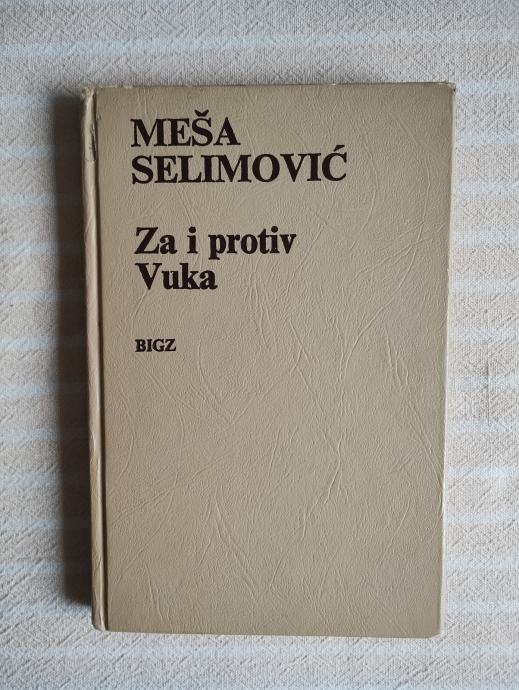 MEŠA
SELIMOVIĆ
Za i protiv
Vuka
BIGZ